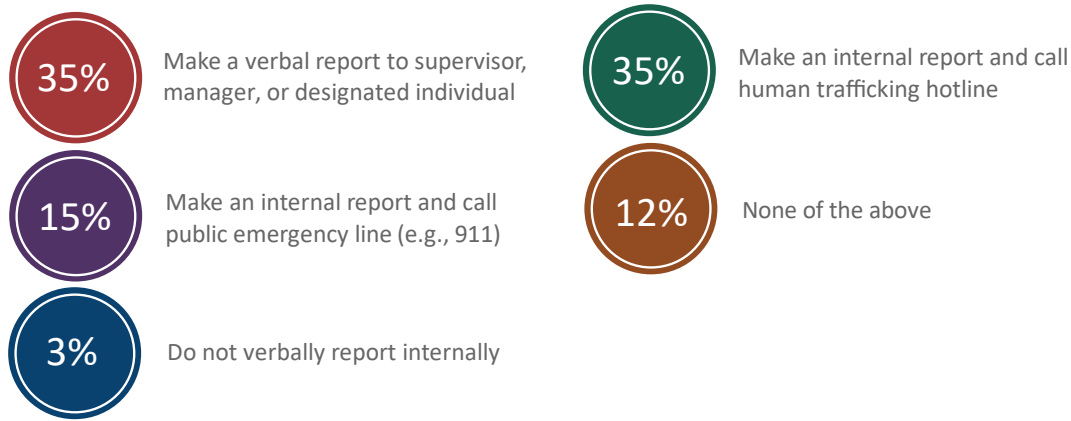 35%
Make a verbal report to supervisor,
manager, or designated individual
15%
Make an internal report and call
public emergency line (e.g., 911)
3%
Do not verbally report internally
35%
Make an internal report and call
human trafficking hotline
12%
None of the above